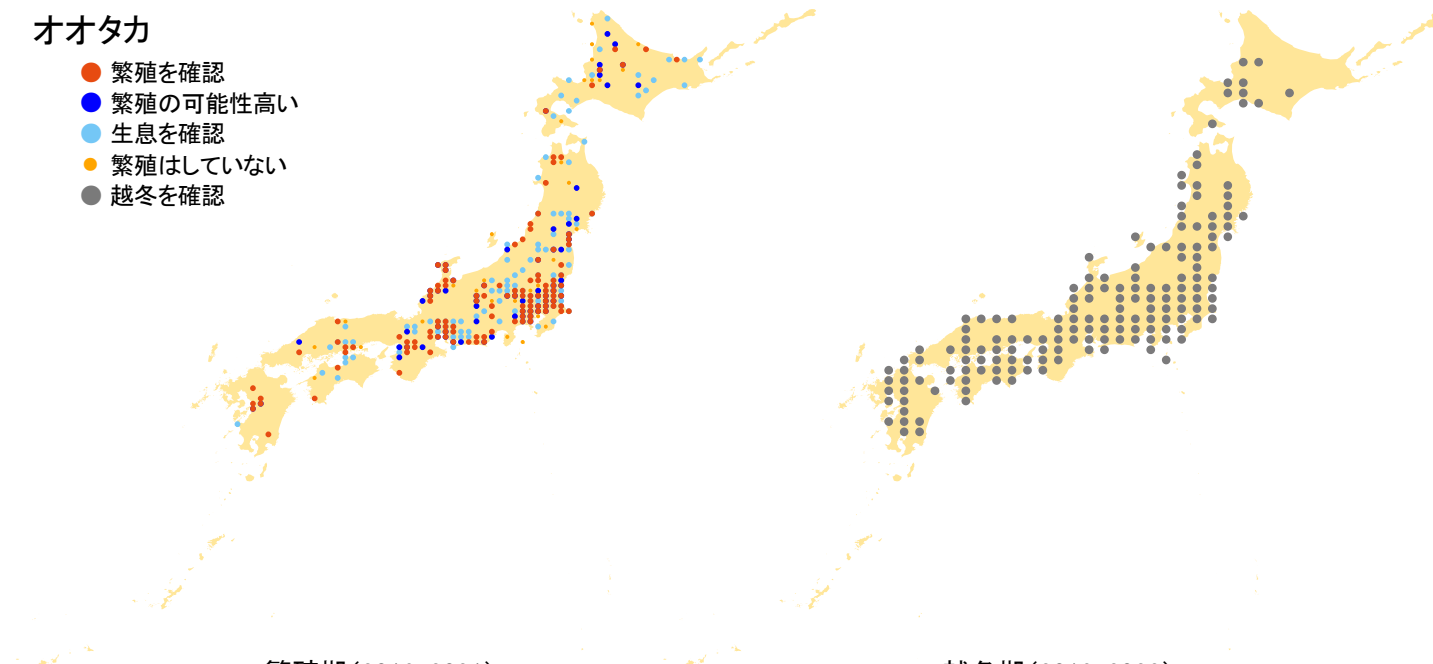 オオタカ
繁殖を確認
繁殖の可能性高い
生息を確認
繁殖はしていない
越冬を確認